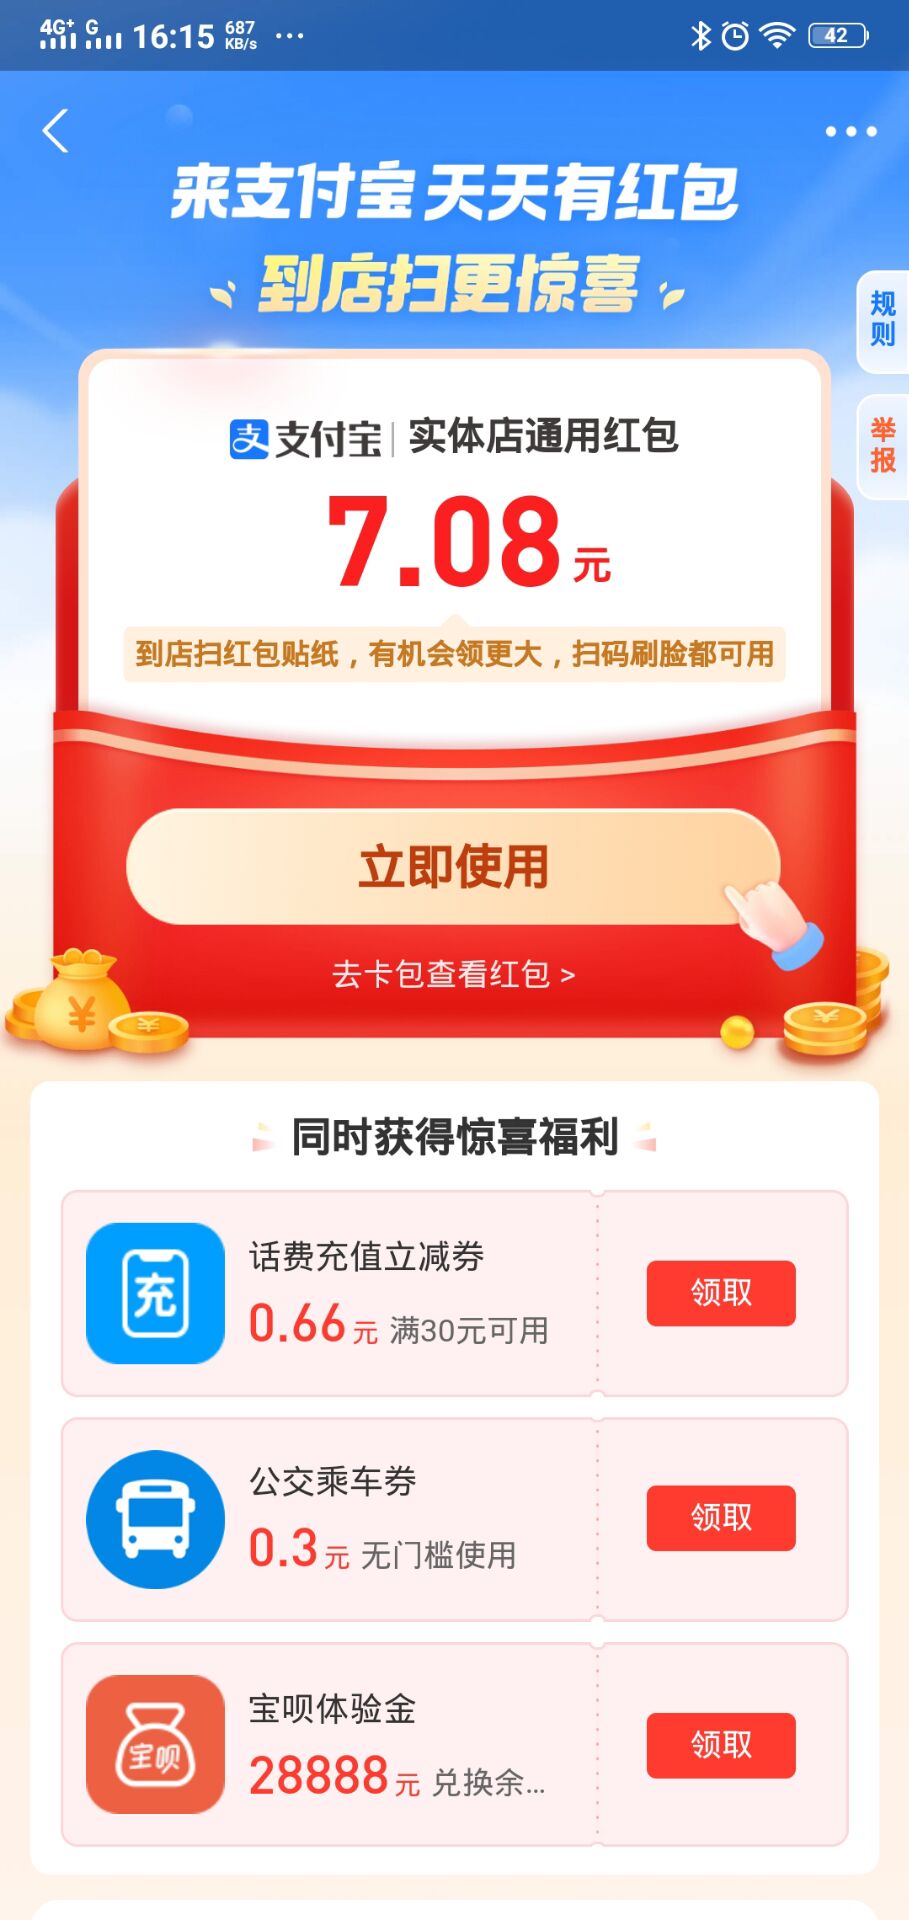 4G+ G 16:15 687 KB/s ... 42
来支付宝天天有红包
到店扫更惊喜
规则
举报
支 支付宝 | 实体店通用红包
7.08元
到店扫红包贴纸，有机会领更大，扫码刷脸都可用
立即使用
去卡包查看红包 >
同时获得惊喜福利
充
话费充值立减券
0.66元 满30元可用
领取
公交乘车券
0.3元 无门槛使用
领取
宝呗
宝呗体验金
28888元 兑换余...
领取